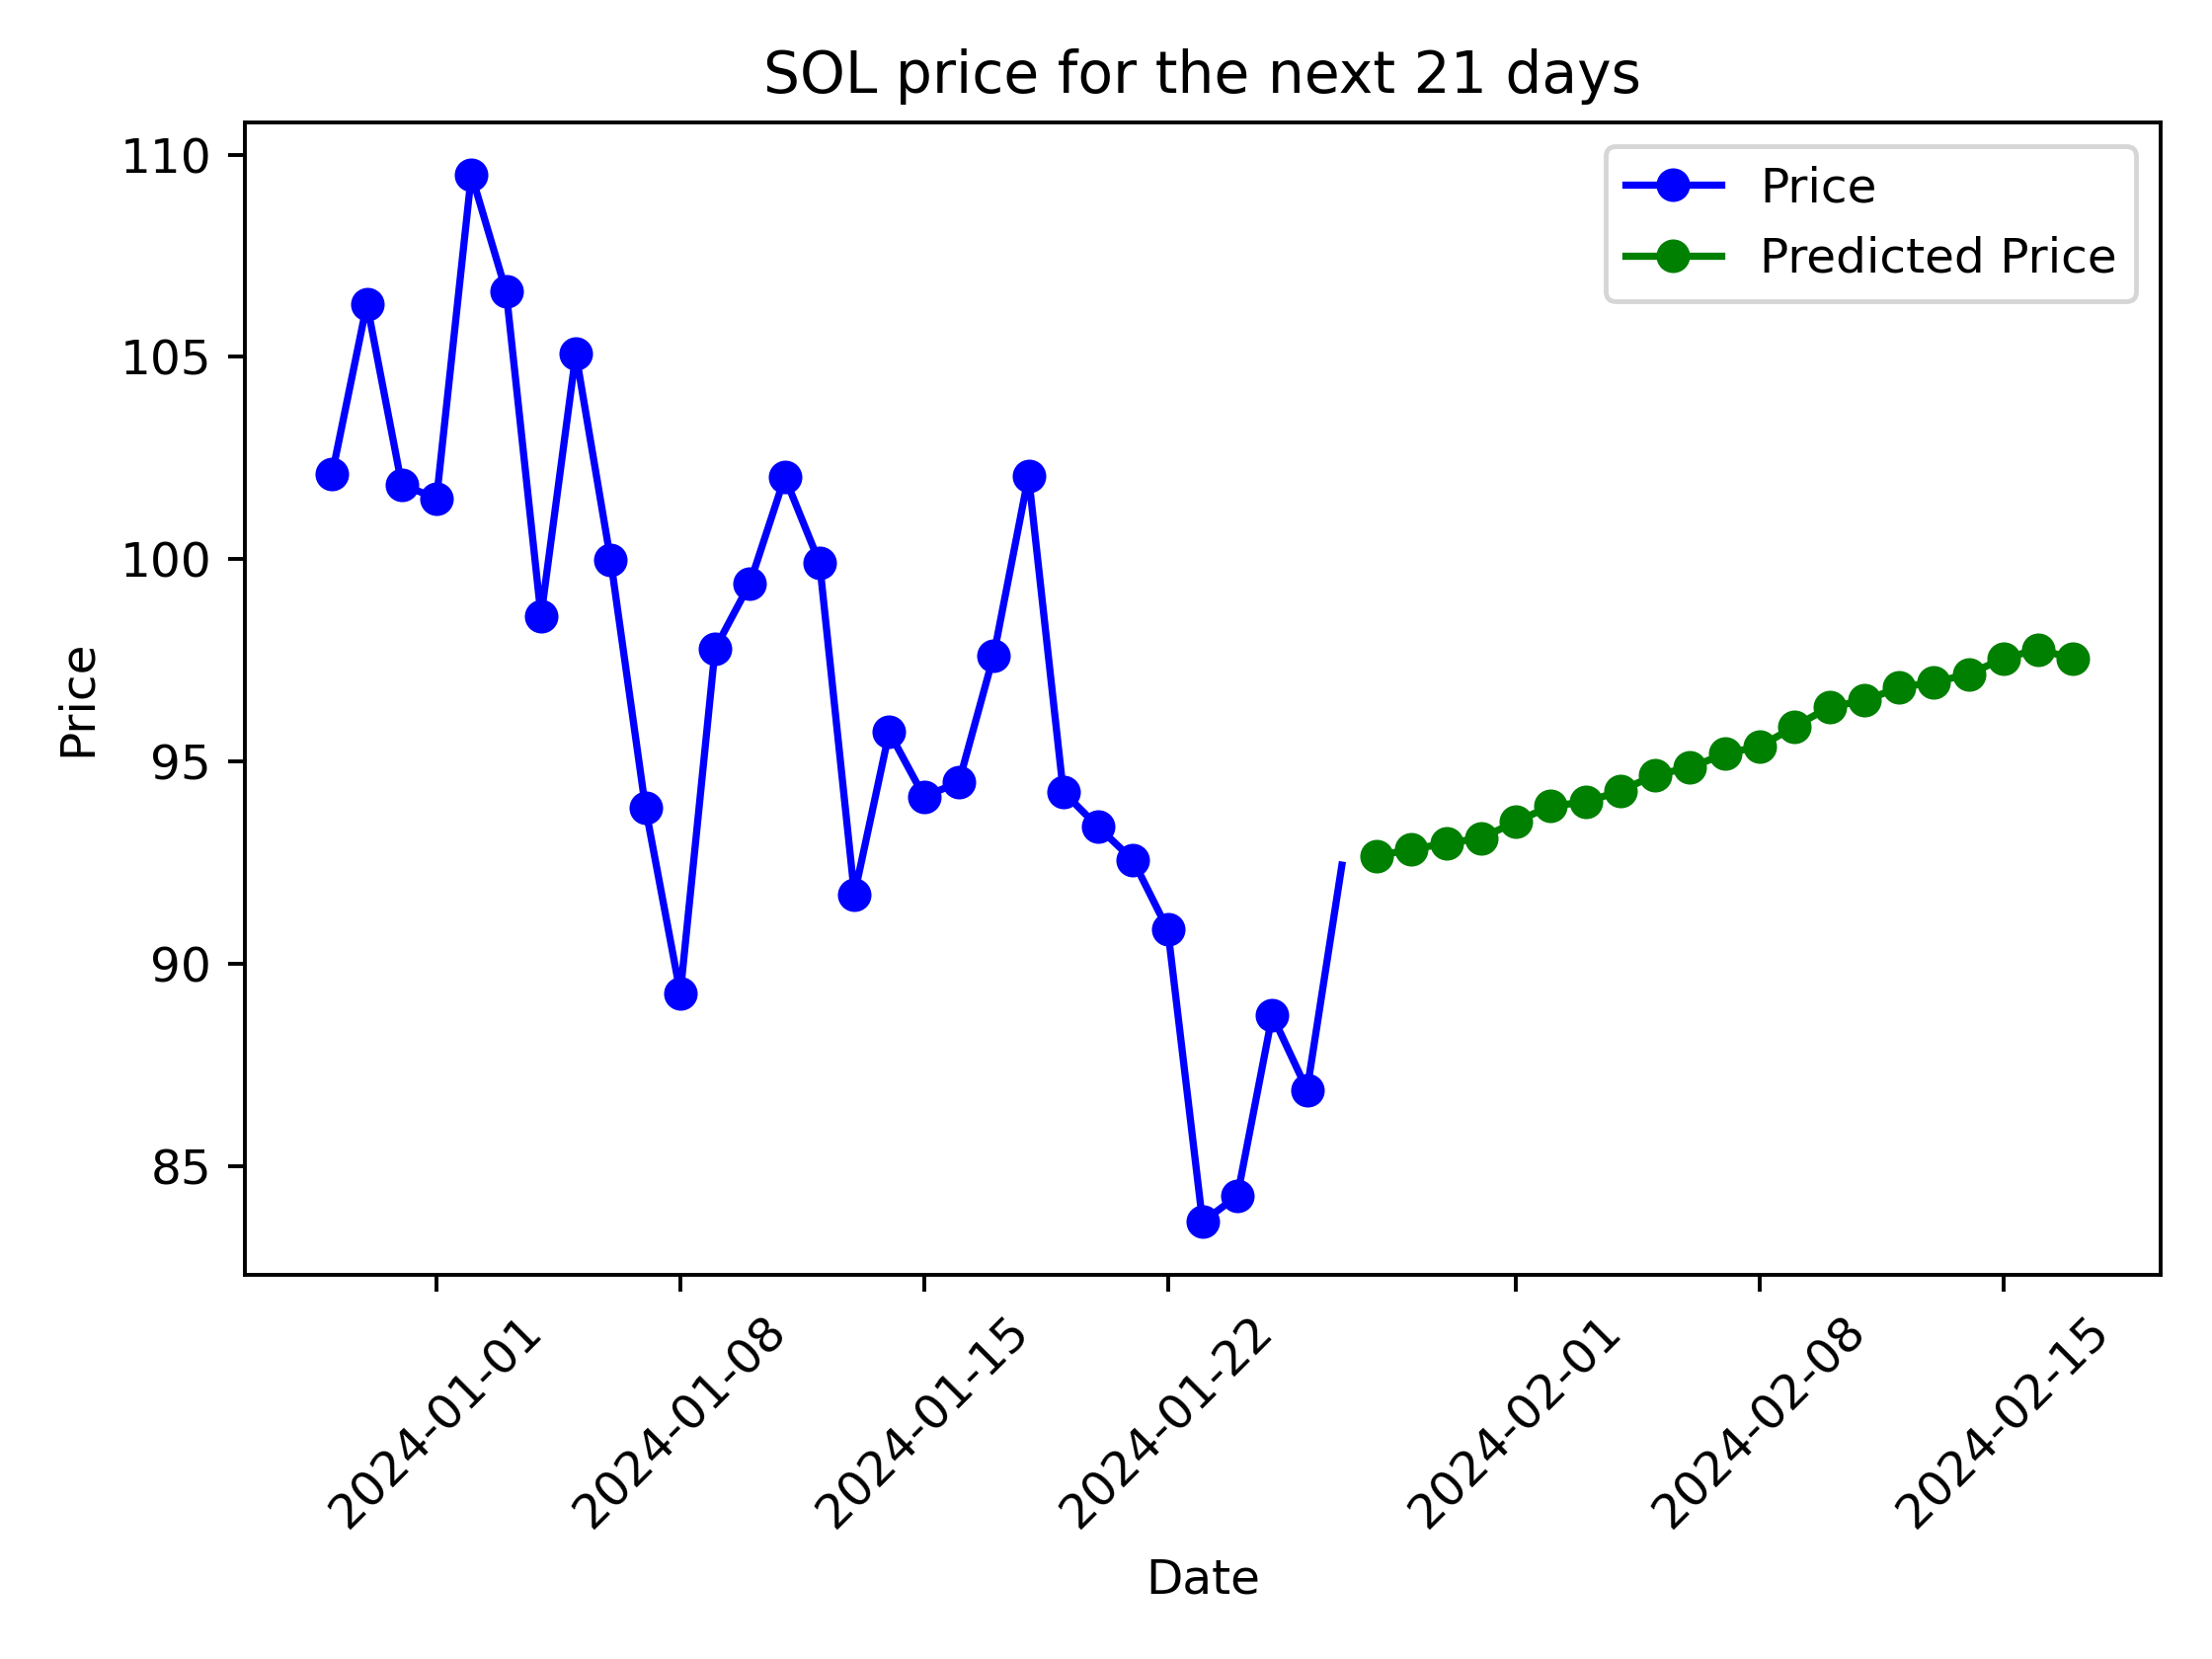 SOL price for the next 21 days
Price
Predicted Price
110
105
100
95
90
85
Price
2024-01-01
2024-01-08
2024-01-15
2024-01-22
2024-02-01
2024-02-08
2024-02-15
Date